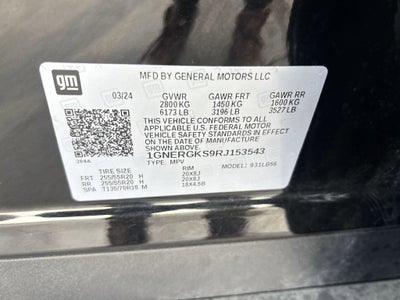 gm
MFD BY GENERAL MOTORS LLC
03/24 GVWR GAWR FRT GAWR RR
2800 KG 1450 KG 1600 KG
6173 LB 3196 LB 3527 LB
THIS VEHICLE CONFORMS TO ALL
APPLICABLE U.S. FEDERAL MOTOR
VEHICLE SAFETY STANDARDS IN EFFECT
ON THE DATE OF MANUFACTURE
SHOWN ABOVE.
1GNERGKS9RJ153543
TYPE: MPV MODEL: 931LB56
264A
TIRE SIZE RIM
FRT 255/55R20 H 20X8J
RR 255/55R20 H 20X8J
SPA T135/70R18 M 18X4.5B